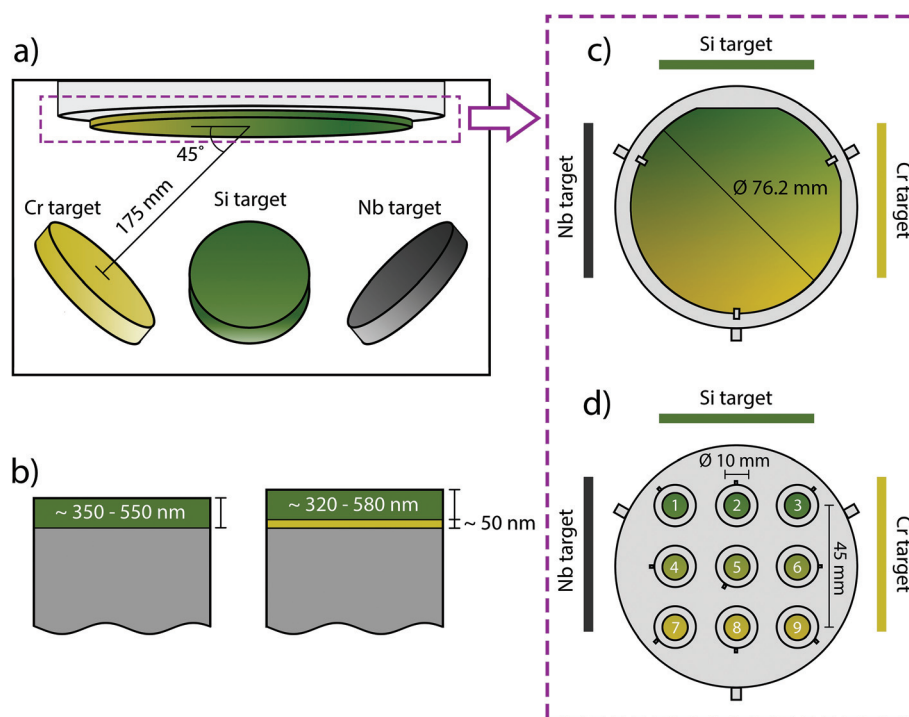 a)
45°
175 mm
Cr target
Si target
Nb target
b)
~ 350 - 550 nm
~ 320 - 580 nm
~ 50 nm
c)
Si target
Nb target
Ø 76.2 mm
Cr target
d)
Si target
Nb target
Ø 10 mm
1 2 3
4 5 6
7 8 9
45 mm
Cr target